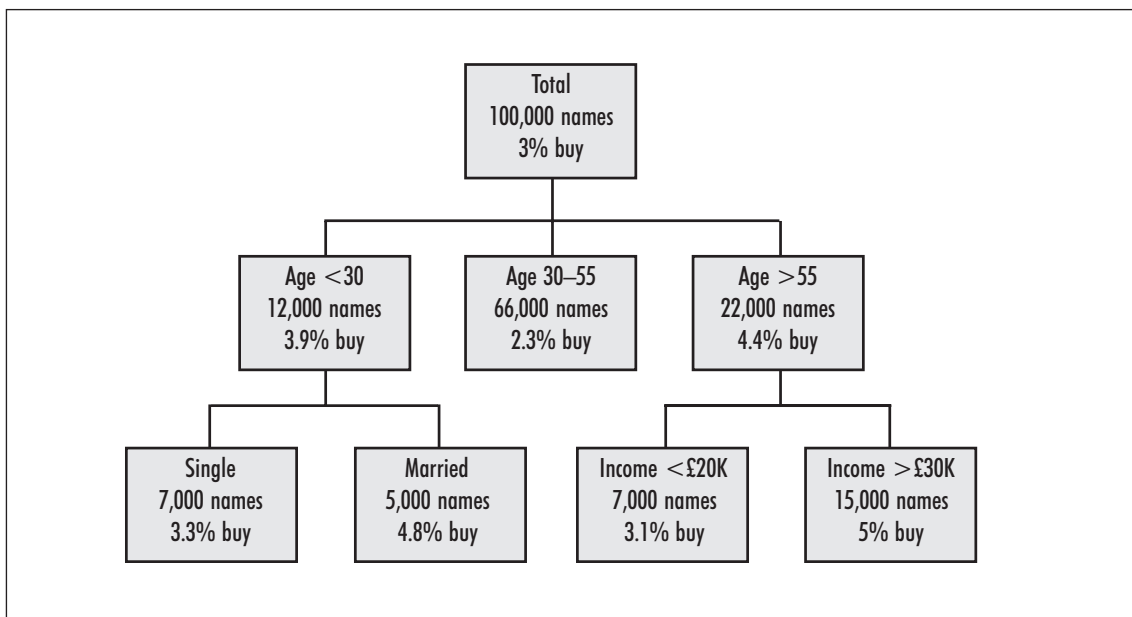 Total
100,000 names
3% buy
Age <30
12,000 names
3.9% buy
Age 30–55
66,000 names
2.3% buy
Age >55
22,000 names
4.4% buy
Single
7,000 names
3.3% buy
Married
5,000 names
4.8% buy
Income <£20K
7,000 names
3.1% buy
Income >£30K
15,000 names
5% buy